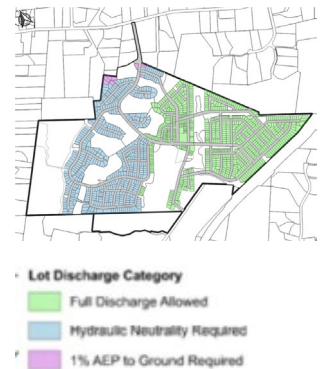 Lot Discharge Category
Full Discharge Allowed
Hydraulic Neutrality Required
1% AEP to Ground Required